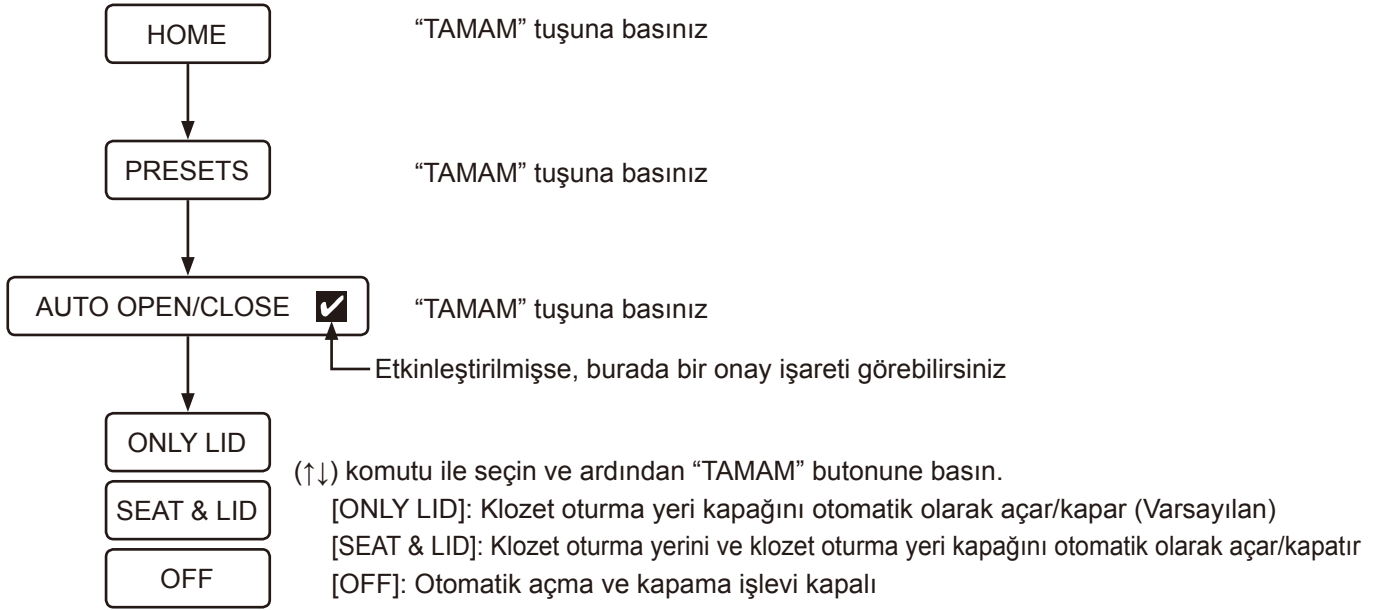 HOME
“TAMAM” tuşuna basınız
PRESETS
“TAMAM” tuşuna basınız
AUTO OPEN/CLOSE ✔
“TAMAM” tuşuna basınız
Etkinleştirilmişse, burada bir onay işareti görebilirsiniz
ONLY LID
SEAT & LID
OFF
(↑↓) komutu ile seçin ve ardından “TAMAM” butonune basın.
[ONLY LID]: Klozet oturma yeri kapağını otomatik olarak açar/kapar (Varsayılan)
[SEAT & LID]: Klozet oturma yerini ve klozet oturma yeri kapağını otomatik olarak açar/kapatır
[OFF]: Otomatik açma ve kapama işlevi kapalı